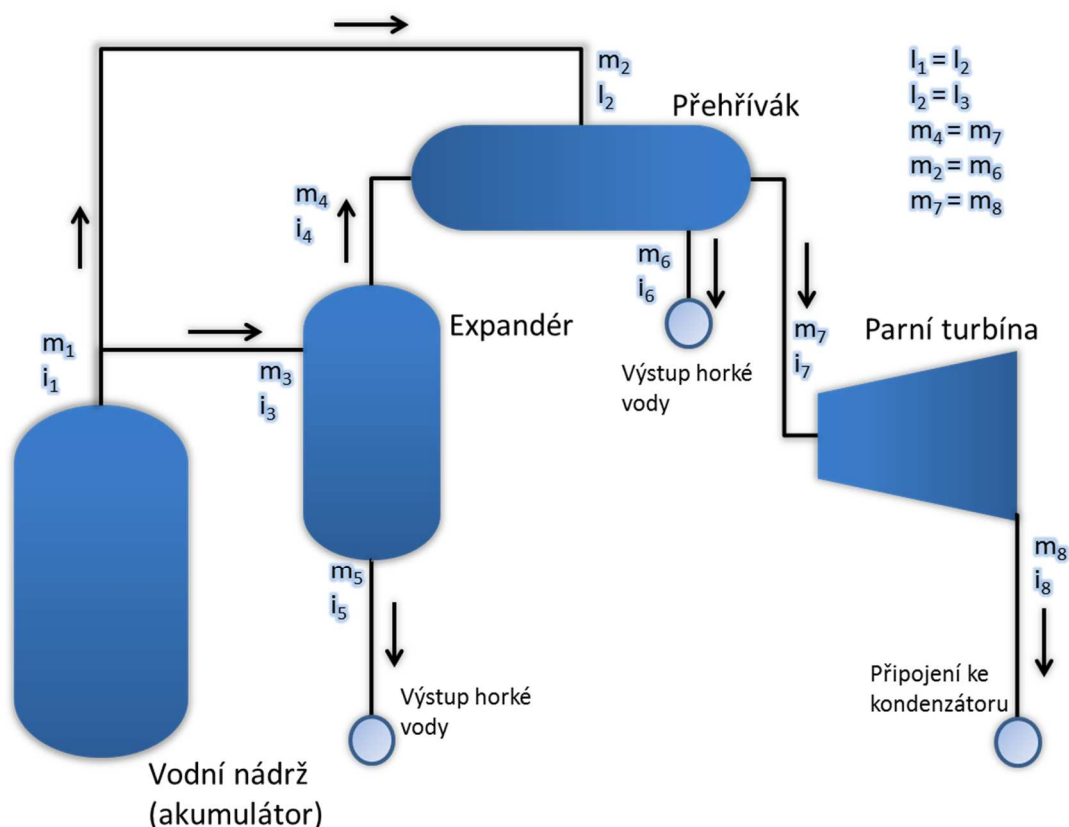 m₂
I₂
Přehřívák
I₁ = I₂
I₂ = I₃
m₄ = m₇
m₂ = m₆
m₇ = m₈
m₄
i₄
m₆
i₆
Expandér
m₁
i₁
m₃
i₃
Výstup horké
vody
m₇
i₇
Parní turbína
m₅
i₅
Výstup horké
vody
m₈
i₈
Připojení ke
kondenzátoru
Vodní nádrž
(akumulátor)